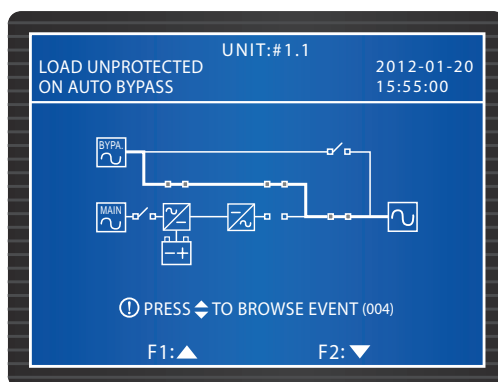 UNIT:#1.1
LOAD UNPROTECTED
ON AUTO BYPASS
2012-01-20
15:55:00
BYPA.
MAIN
PRESS TO BROWSE EVENT (004)
F1:
F2: